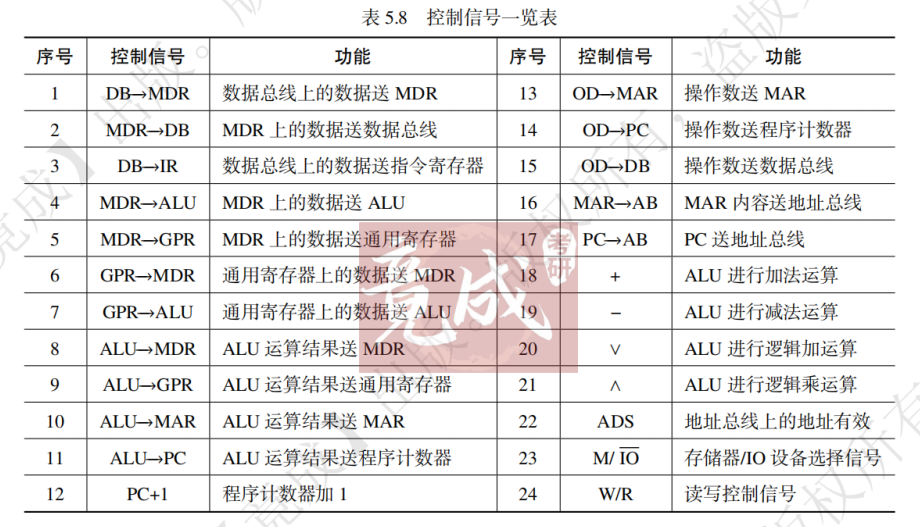 表 5.8 控制信号一览表
序号 控制信号 功能 序号 控制信号 功能
1 DB→MDR 数据总线上的数据送 MDR 13 OD→MAR 操作数送 MAR
2 MDR→DB MDR 上的数据送数据总线 14 OD→PC 操作数送程序计数器
3 DB→IR 数据总线上的数据送指令寄存器 15 OD→DB 操作数送数据总线
4 MDR→ALU MDR 上的数据送 ALU 16 MAR→AB MAR 内容送地址总线
5 MDR→GPR MDR 上的数据送通用寄存器 17 PC→AB PC 送地址总线
6 GPR→MDR 通用寄存器上的数据送 MDR 18 + ALU 进行加法运算
7 GPR→ALU 通用寄存器上的数据送 ALU 19 − ALU 进行减法运算
8 ALU→MDR ALU 运算结果送 MDR 20 ∨ ALU 进行逻辑加运算
9 ALU→GPR ALU 运算结果送通用寄存器 21 ∧ ALU 进行逻辑乘运算
10 ALU→MAR ALU 运算结果送 MAR 22 ADS 地址总线上的地址有效
11 ALU→PC ALU 运算结果送程序计数器 23 M/ I̅O̅ 存储器/IO 设备选择信号
12 PC+1 程序计数器加 1 24 W/R 读写控制信号
竟成
考研